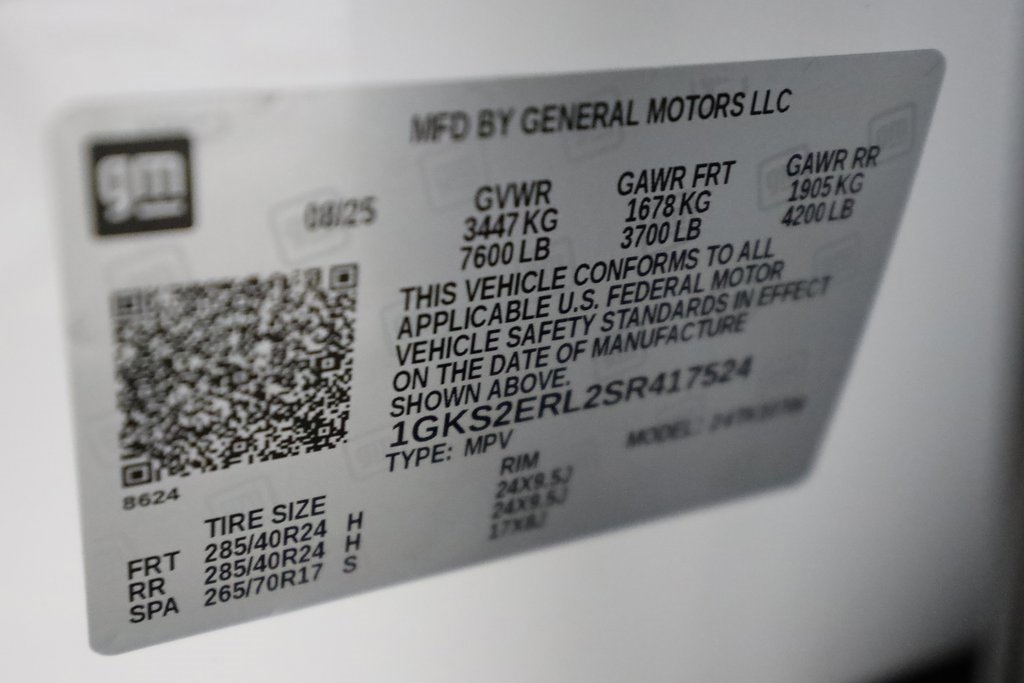 MFD BY GENERAL MOTORS LLC
gm
08/25
GVWR
3447 KG
7600 LB
GAWR FRT
1678 KG
3700 LB
GAWR RR
1905 KG
4200 LB
THIS VEHICLE CONFORMS TO ALL
APPLICABLE U.S. FEDERAL MOTOR
VEHICLE SAFETY STANDARDS IN EFFECT
ON THE DATE OF MANUFACTURE
SHOWN ABOVE.
1GKS2ERL2SR417524
TYPE: MPV
MODEL:
8624
TIRE SIZE
RIM
FRT 285/40R24 H 24X9.5J
RR 285/40R24 H 24X9.5J
SPA 265/70R17 S 17X8J